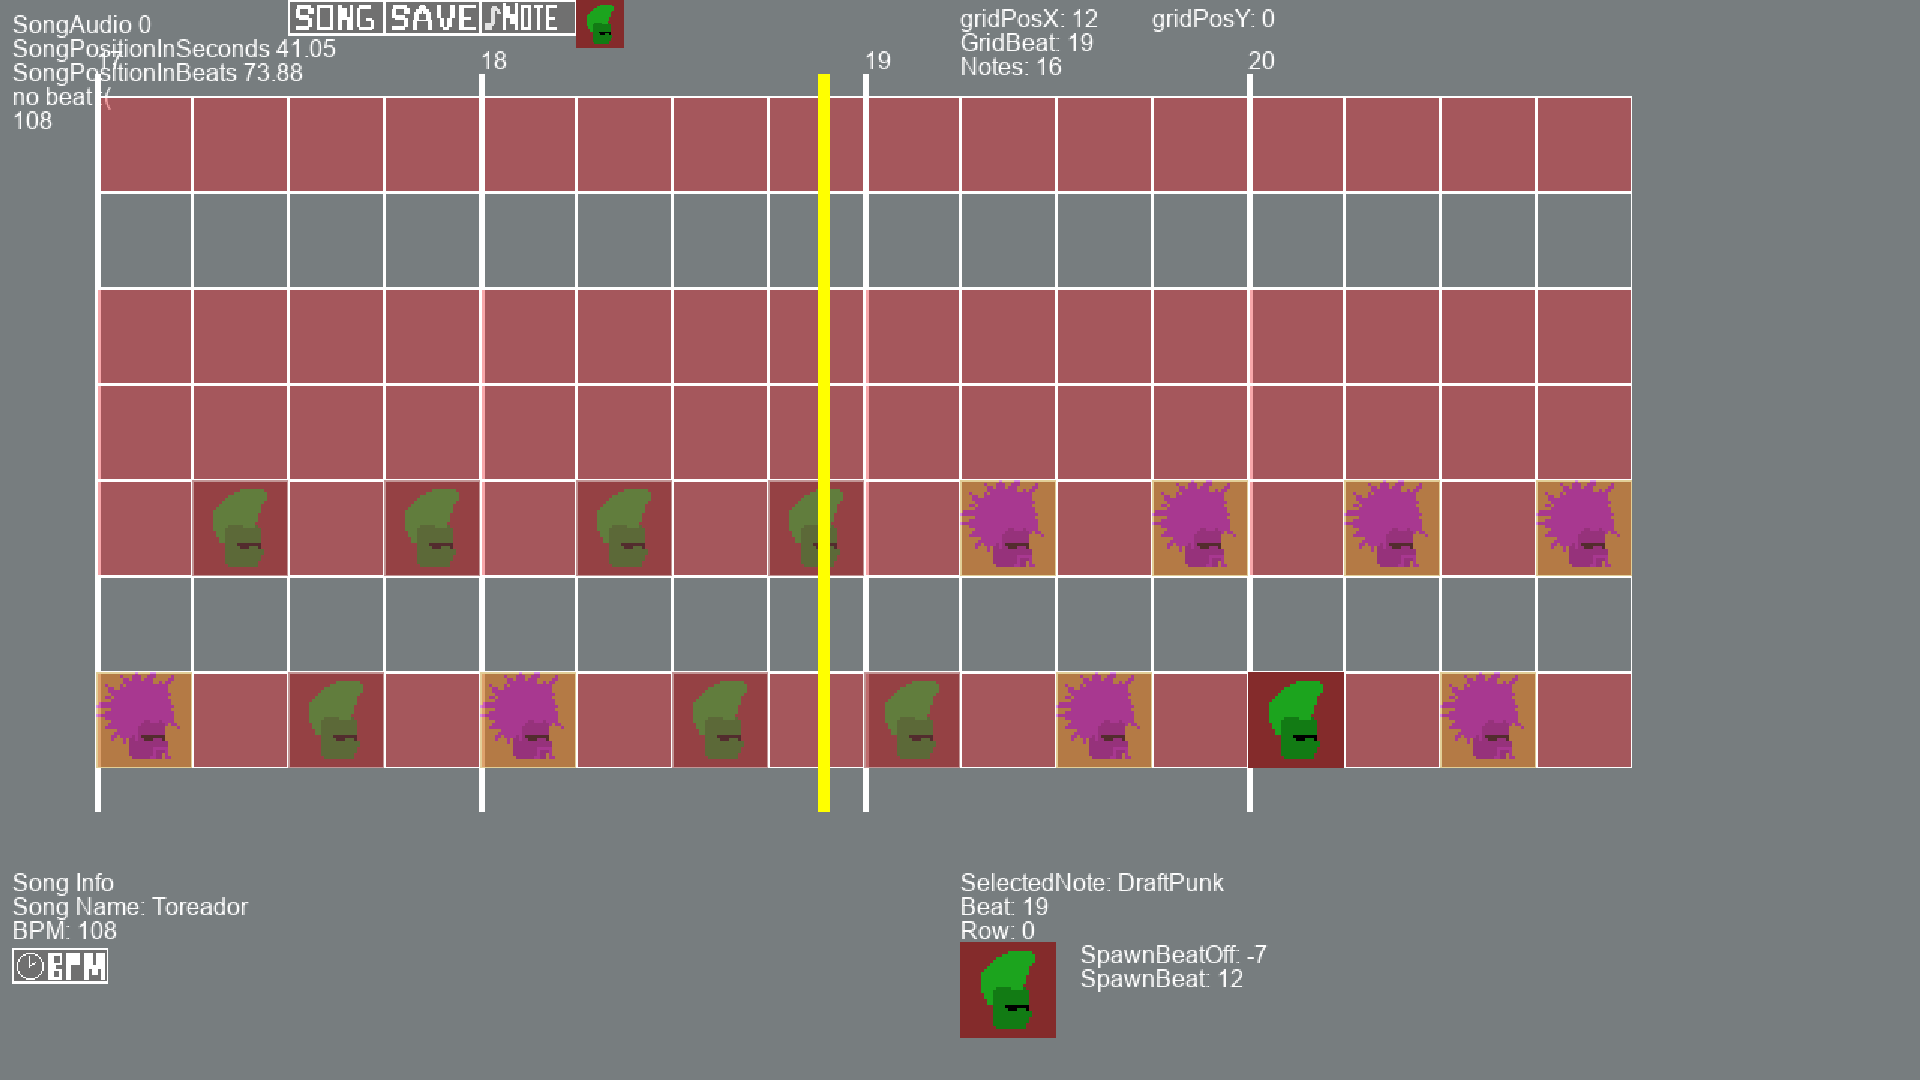 SongAudio 0
SongPositionInSeconds 41.05
SongPositionInBeats 73.88
no beat :(
108
SONG SAVE ♪NOTE
gridPosX: 12 gridPosY: 0
GridBeat: 19
Notes: 16
17 18 19 20
Song Info
Song Name: Toreador
BPM: 108
BPM
SelectedNote: DraftPunk
Beat: 19
Row: 0
SpawnBeatOff: -7
SpawnBeat: 12